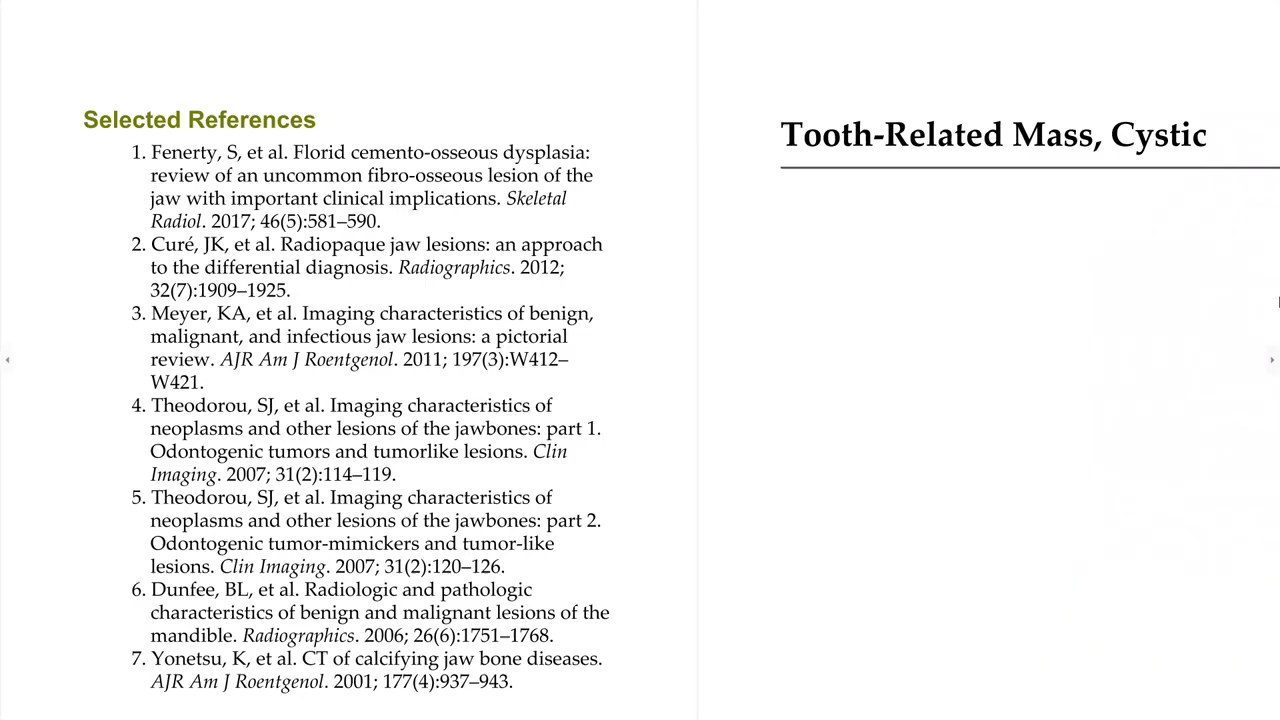 Selected References
1. Fenerty, S, et al. Florid cemento-osseous dysplasia:
review of an uncommon fibro-osseous lesion of the
jaw with important clinical implications. Skeletal
Radiol. 2017; 46(5):581–590.
2. Curé, JK, et al. Radiopaque jaw lesions: an approach
to the differential diagnosis. Radiographics. 2012;
32(7):1909–1925.
3. Meyer, KA, et al. Imaging characteristics of benign,
malignant, and infectious jaw lesions: a pictorial
review. AJR Am J Roentgenol. 2011; 197(3):W412–
W421.
4. Theodorou, SJ, et al. Imaging characteristics of
neoplasms and other lesions of the jawbones: part 1.
Odontogenic tumors and tumorlike lesions. Clin
Imaging. 2007; 31(2):114–119.
5. Theodorou, SJ, et al. Imaging characteristics of
neoplasms and other lesions of the jawbones: part 2.
Odontogenic tumor-mimickers and tumor-like
lesions. Clin Imaging. 2007; 31(2):120–126.
6. Dunfee, BL, et al. Radiologic and pathologic
characteristics of benign and malignant lesions of the
mandible. Radiographics. 2006; 26(6):1751–1768.
7. Yonetsu, K, et al. CT of calcifying jaw bone diseases.
AJR Am J Roentgenol. 2001; 177(4):937–943.
Tooth-Related Mass, Cystic